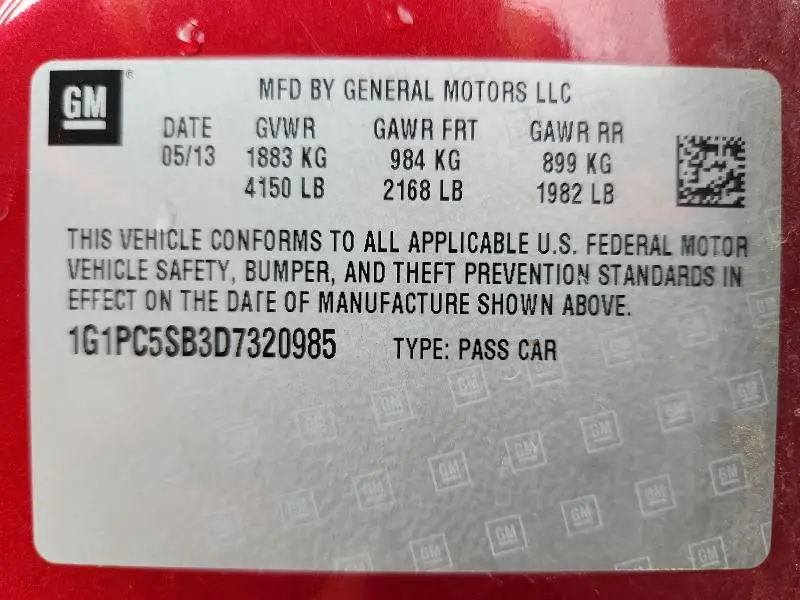 GM®
MFD BY GENERAL MOTORS LLC
DATE GVWR GAWR FRT GAWR RR
05/13 1883 KG 984 KG 899 KG
4150 LB 2168 LB 1982 LB
THIS VEHICLE CONFORMS TO ALL APPLICABLE U.S. FEDERAL MOTOR
VEHICLE SAFETY, BUMPER, AND THEFT PREVENTION STANDARDS IN
EFFECT ON THE DATE OF MANUFACTURE SHOWN ABOVE.
1G1PC5SB3D7320985 TYPE: PASS CAR